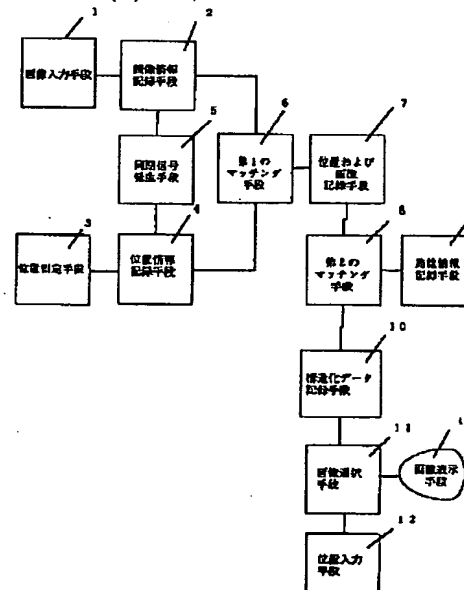 1
2
画像入力手段
画像情報
記録手段
5
6
7
同期信号
発生手段
第1の
マッチング
手段
位置および
画像
記録手段
3
4
8
位置測定手段
位置情報
記録手段
第2の
マッチング
手段
記録手段
10
構造化データ
記録手段
11
画像選択
手段
画像表示
手段
12
位置入力
手段